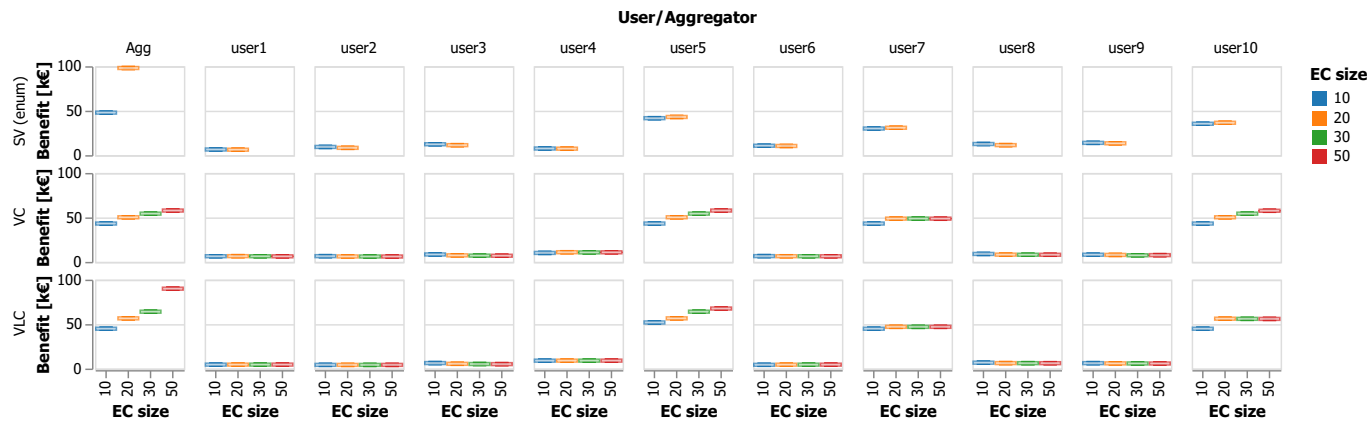 User/Aggregator
Agg user1 user2 user3 user4 user5 user6 user7 user8 user9 user10
SV (enum)
Benefit [k€]
100
50
0
VC
Benefit [k€]
100
50
0
VLC
Benefit [k€]
100
50
0
10 20 30 50 10 20 30 50 10 20 30 50 10 20 30 50 10 20 30 50 10 20 30 50 10 20 30 50 10 20 30 50 10 20 30 50 10 20 30 50 10 20 30 50
EC size EC size EC size EC size EC size EC size EC size EC size EC size EC size EC size
EC size
10
20
30
50